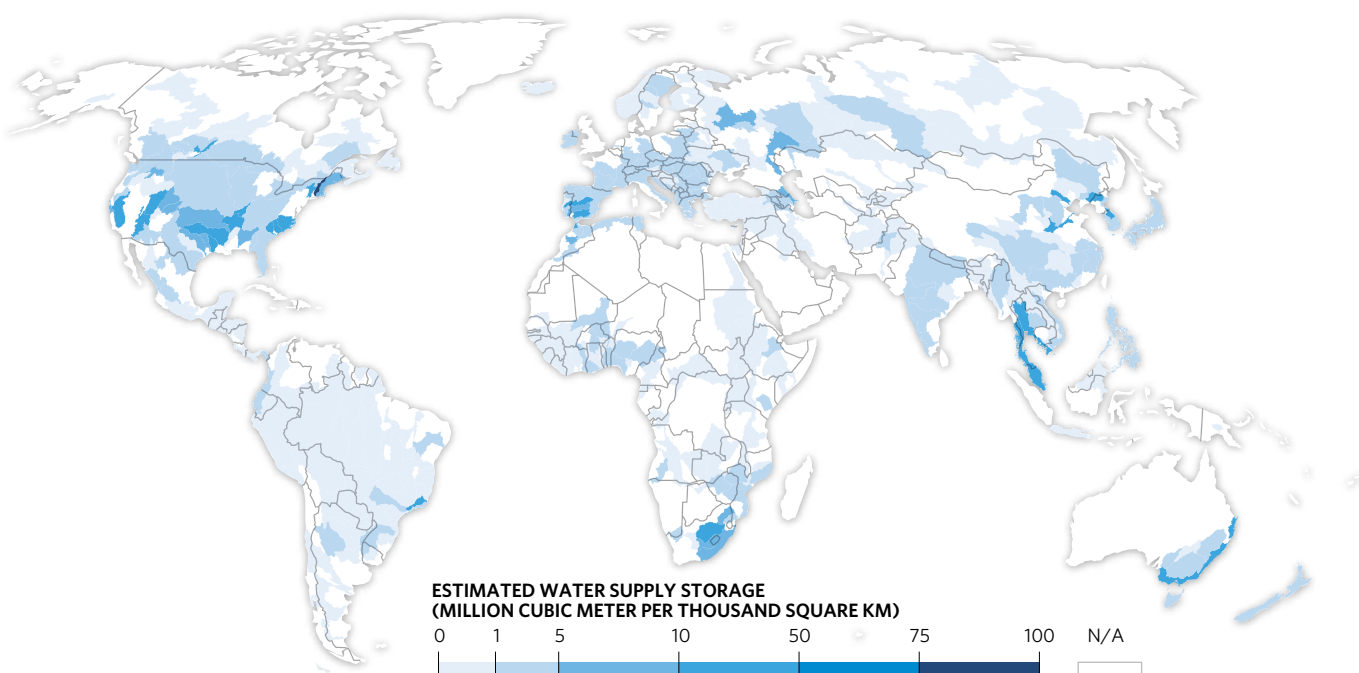 ESTIMATED WATER SUPPLY STORAGE
(MILLION CUBIC METER PER THOUSAND SQUARE KM)
0 1 5 10 50 75 100 N/A